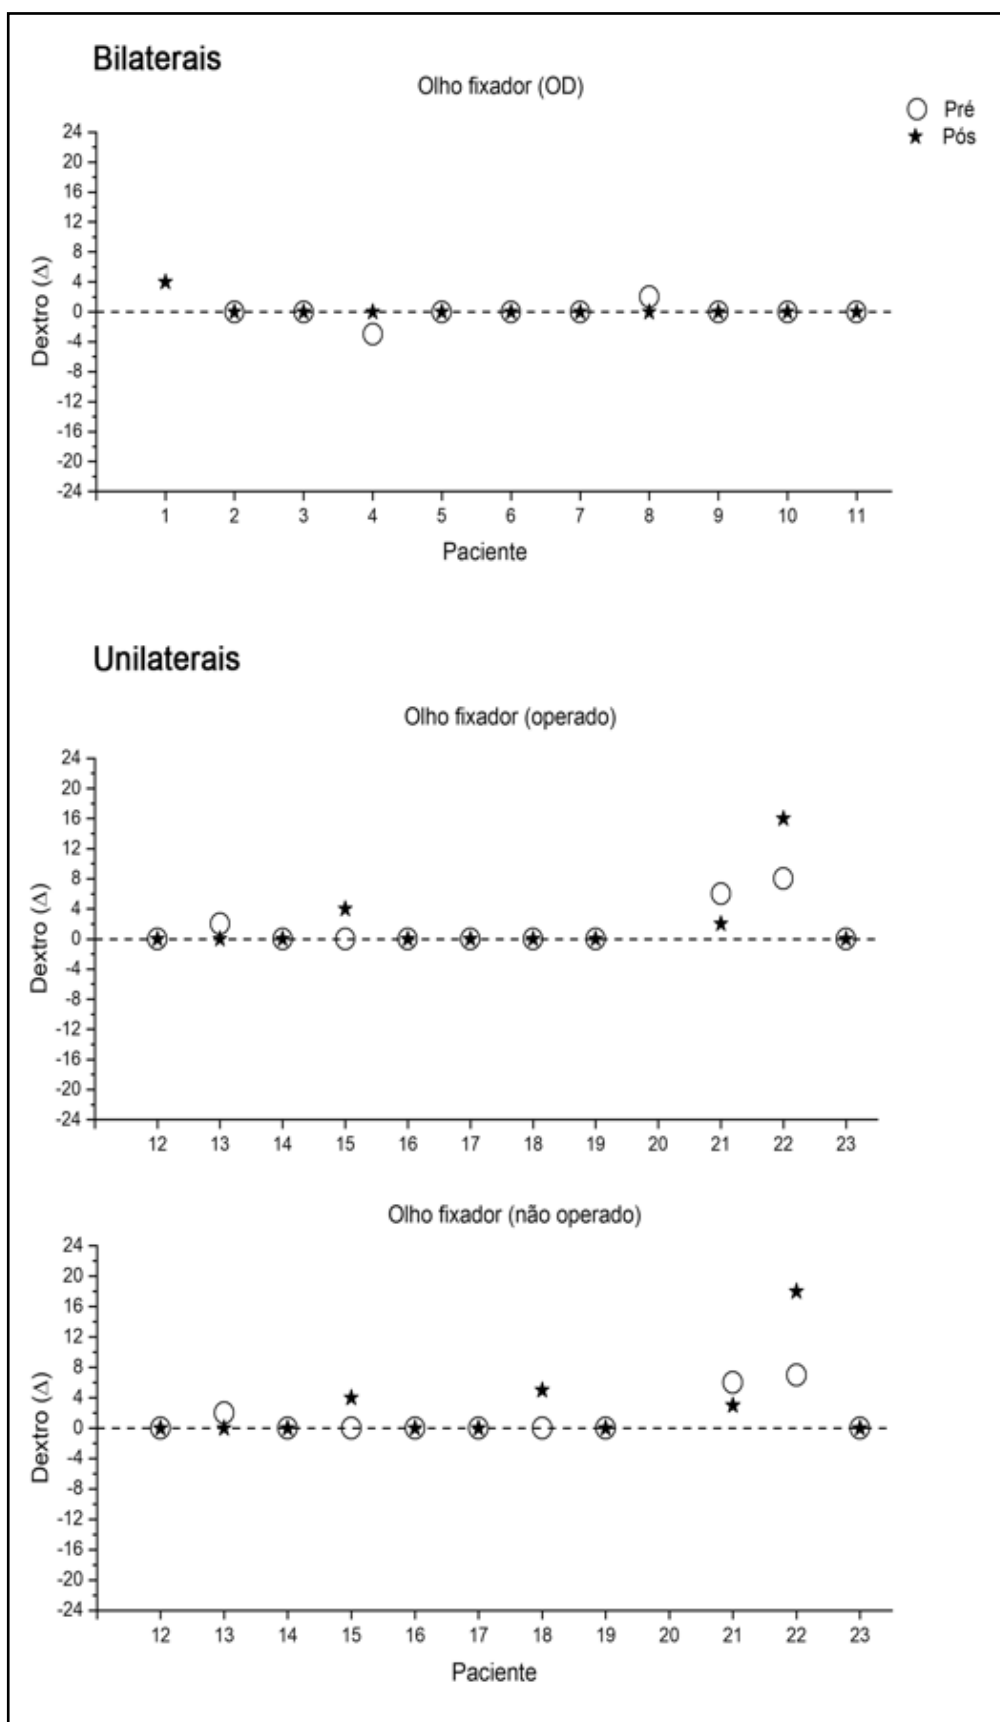 Bilaterais
Olho fixador (OD)
Pré
Pós
24
20
16
12
8
4
0
-4
-8
-12
-16
-20
-24
Dextro (Δ)
1 2 3 4 5 6 7 8 9 10 11
Paciente
Unilaterais
Olho fixador (operado)
24
20
16
12
8
4
0
-4
-8
-12
-16
-20
-24
Dextro (Δ)
12 13 14 15 16 17 18 19 20 21 22 23
Olho fixador (não operado)
24
20
16
12
8
4
0
-4
-8
-12
-16
-20
-24
Dextro (Δ)
12 13 14 15 16 17 18 19 20 21 22 23
Paciente